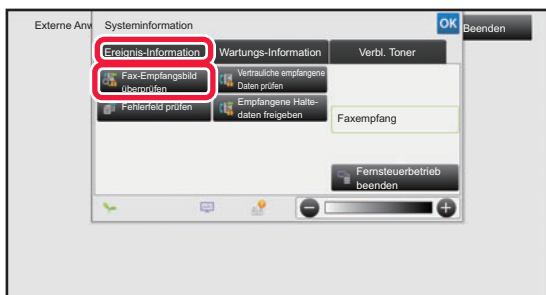 Externe Anw
Systeminformation
OK
Beenden
Ereignis-Information
Wartungs-Information
Verbl. Toner
Fax-Empfangsbild
überprüfen
Vertrauliche empfangene
Daten prüfen
Fehlerfeld prüfen
Empfangene Halte-
daten freigeben
Faxempfang
Fernsteuerbetrieb
beenden